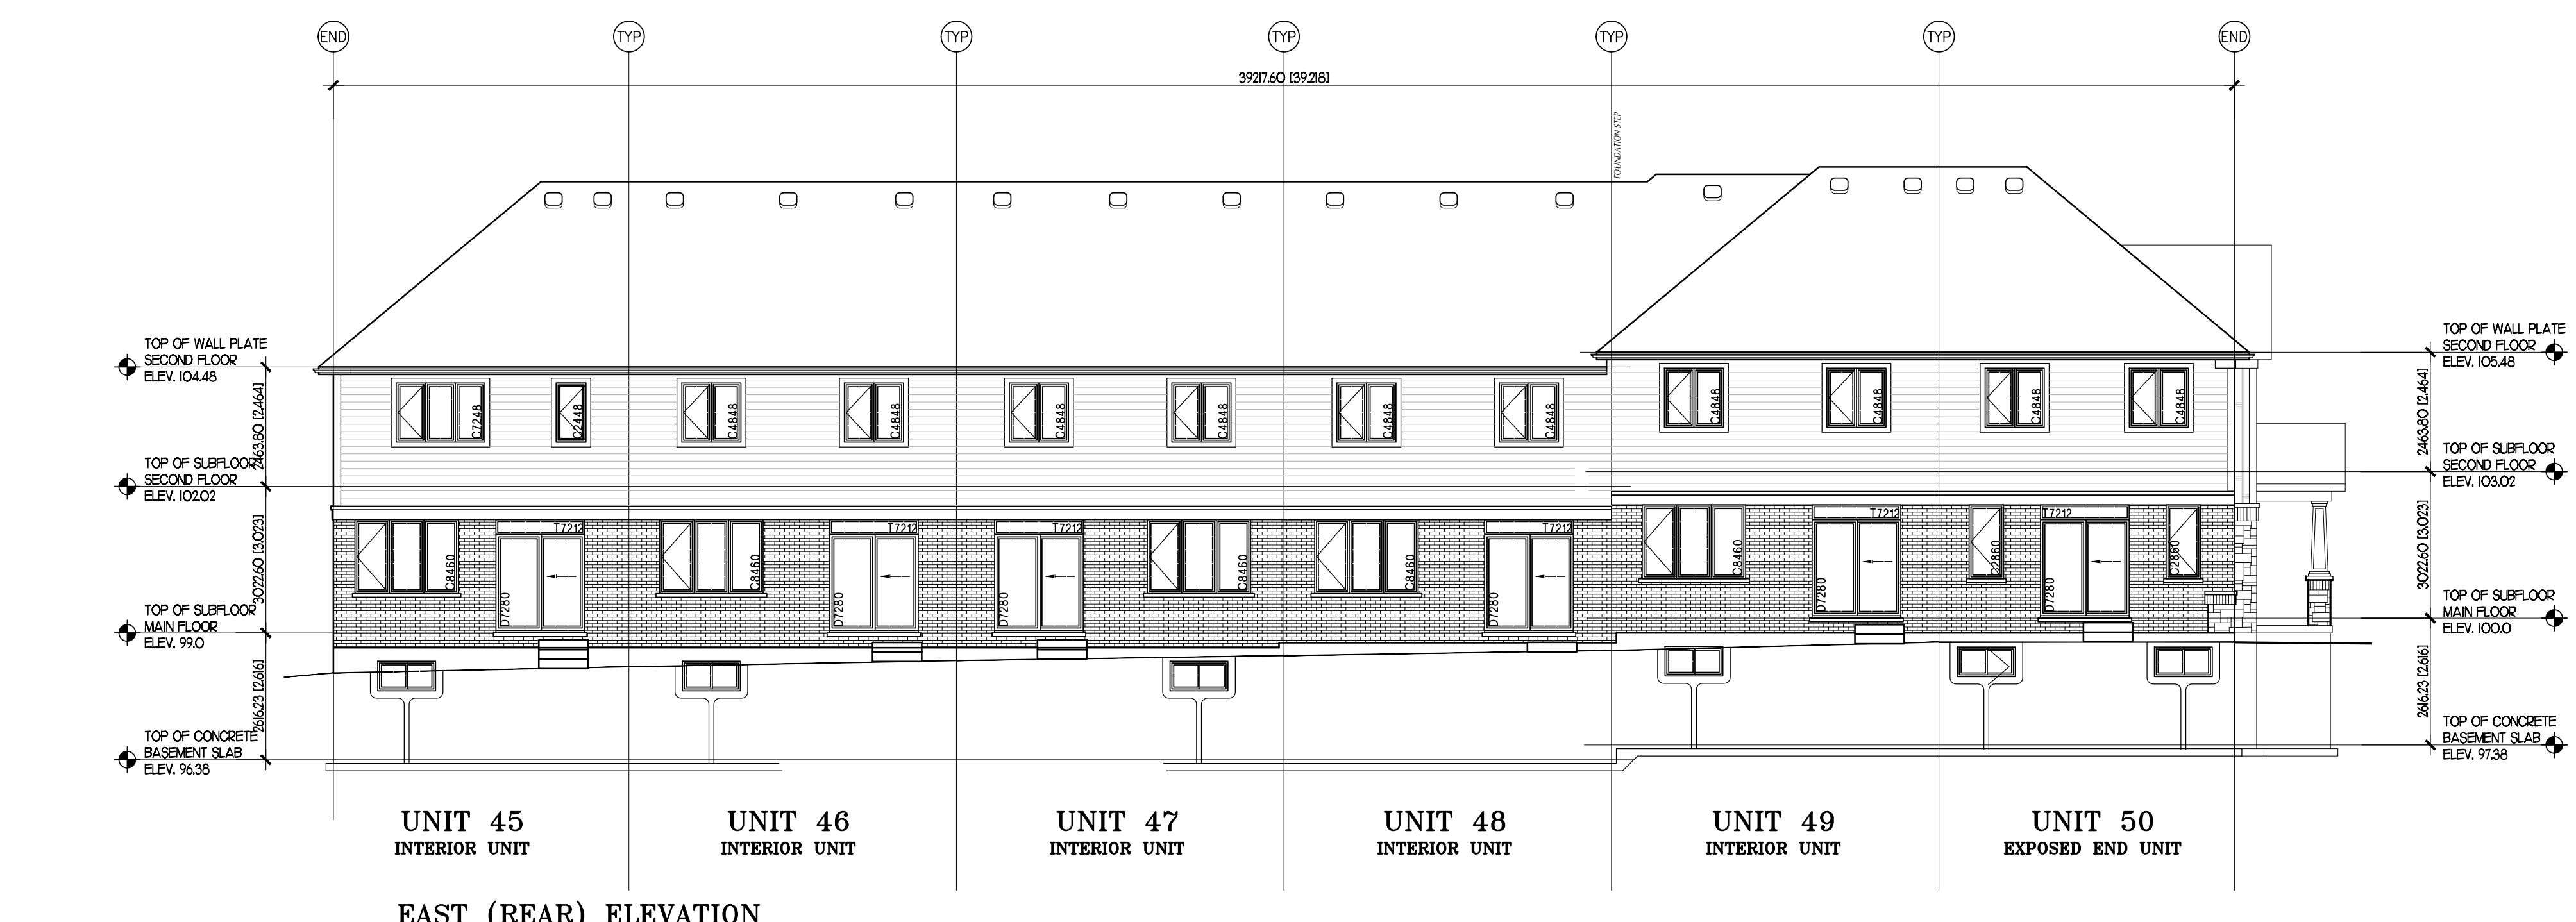 END
TYP
TYP
TYP
TYP
TYP
END
39217.60 [39.218]
FOUNDATION STEP
TOP OF WALL PLATE
SECOND FLOOR
ELEV. 104.48
2463.80 [2.464]
TOP OF SUBFLOOR
SECOND FLOOR
ELEV. 102.02
3022.60 [3.023]
TOP OF SUBFLOOR
MAIN FLOOR
ELEV. 99.0
2616.23 [2.616]
TOP OF CONCRETE
BASEMENT SLAB
ELEV. 96.38
C7248
C2448
C4848
C4848
C4848
C4848
C4848
C4848
C4848
C4848
C4848
C4848
C8460
T7212
D7280
C8460
T7212
D7280
T7212
D7280
C8460
C8460
T7212
D7280
C8460
T7212
D7280
C2860
T7212
D7280
C2860
TOP OF WALL PLATE
SECOND FLOOR
ELEV. 105.48
2463.80 [2.464]
TOP OF SUBFLOOR
SECOND FLOOR
ELEV. 103.02
3022.60 [3.023]
TOP OF SUBFLOOR
MAIN FLOOR
ELEV. 100.0
2616.23 [2.616]
TOP OF CONCRETE
BASEMENT SLAB
ELEV. 97.38
UNIT 45
INTERIOR UNIT
UNIT 46
INTERIOR UNIT
UNIT 47
INTERIOR UNIT
UNIT 48
INTERIOR UNIT
UNIT 49
INTERIOR UNIT
UNIT 50
EXPOSED END UNIT
EAST (REAR) ELEVATION